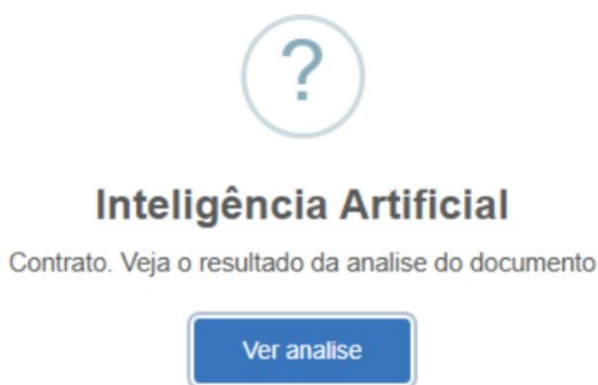 ?
Inteligência Artificial
Contrato. Veja o resultado da analise do documento
Ver analise